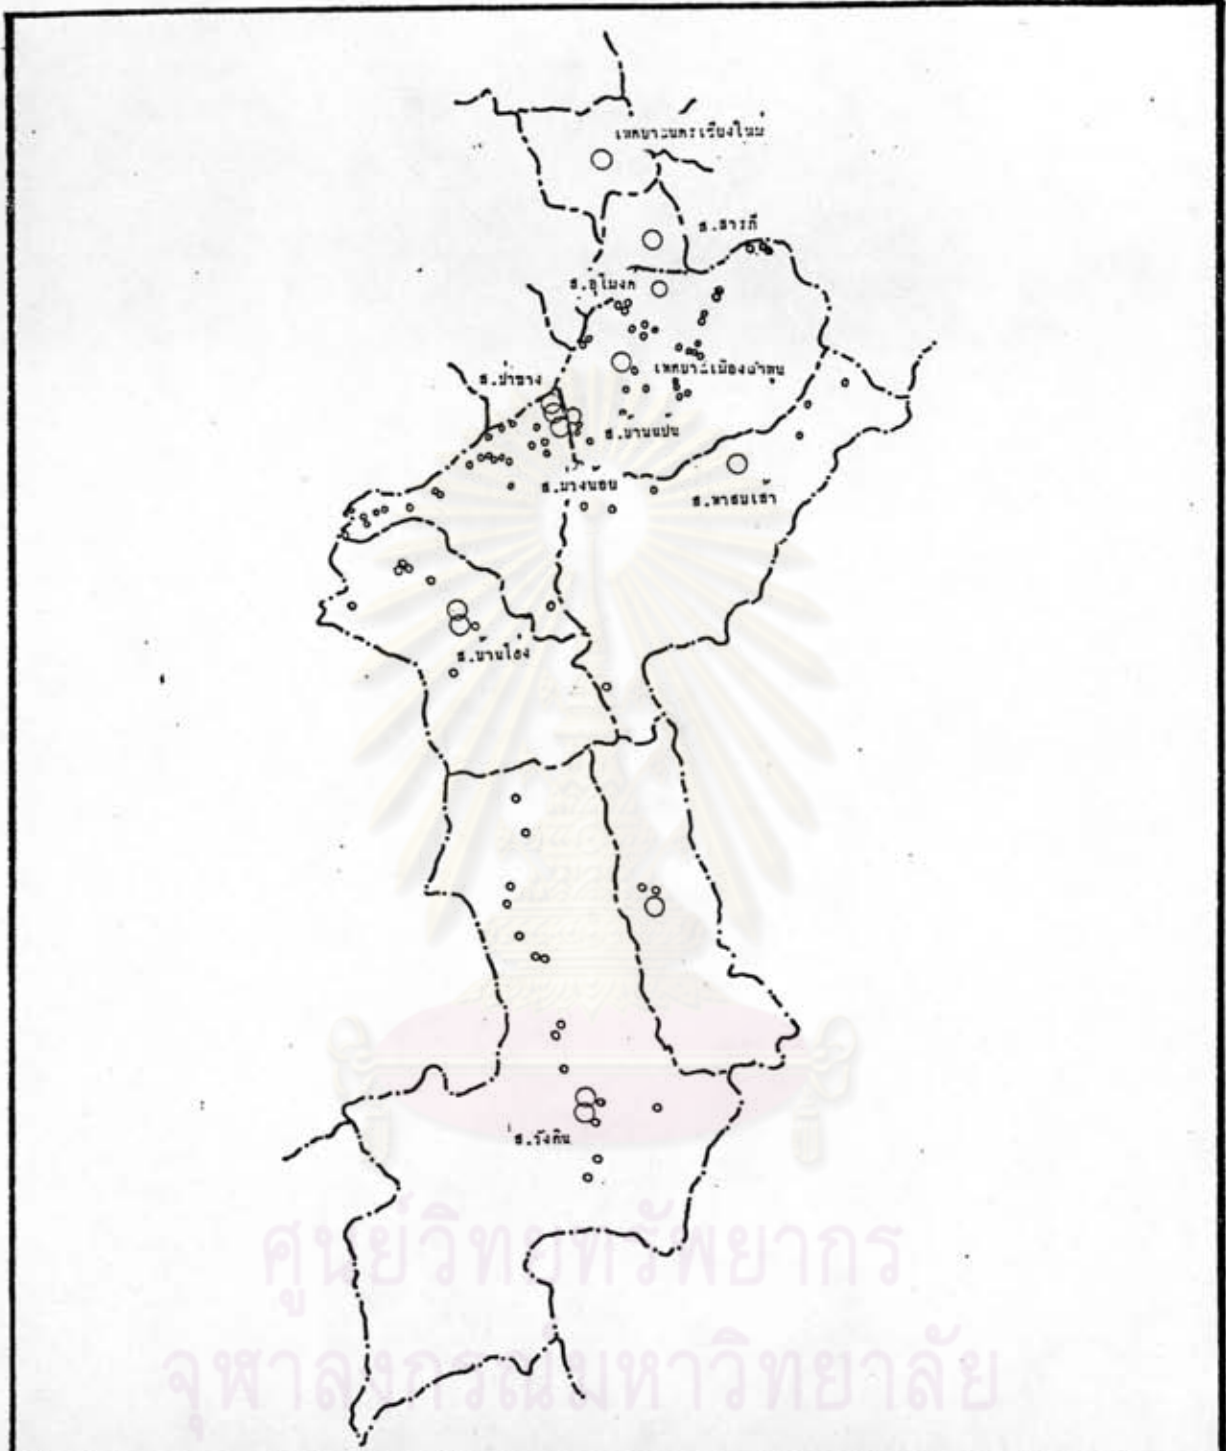 เทศบาลนครเชียงใหม่
ส.สารภี
ส.อุโมงค์
เทศบาลเมืองลำพูน
ส.ป่าซาง
ส.บ้านแป้น
ส.ม่วงน้อย
ส.ทาสบเส้า
ส.บ้านโฮ่ง
ส.วังดิน
ศูนย์วิทยทรัพยากร
จุฬาลงกรณ์มหาวิทยาลัย